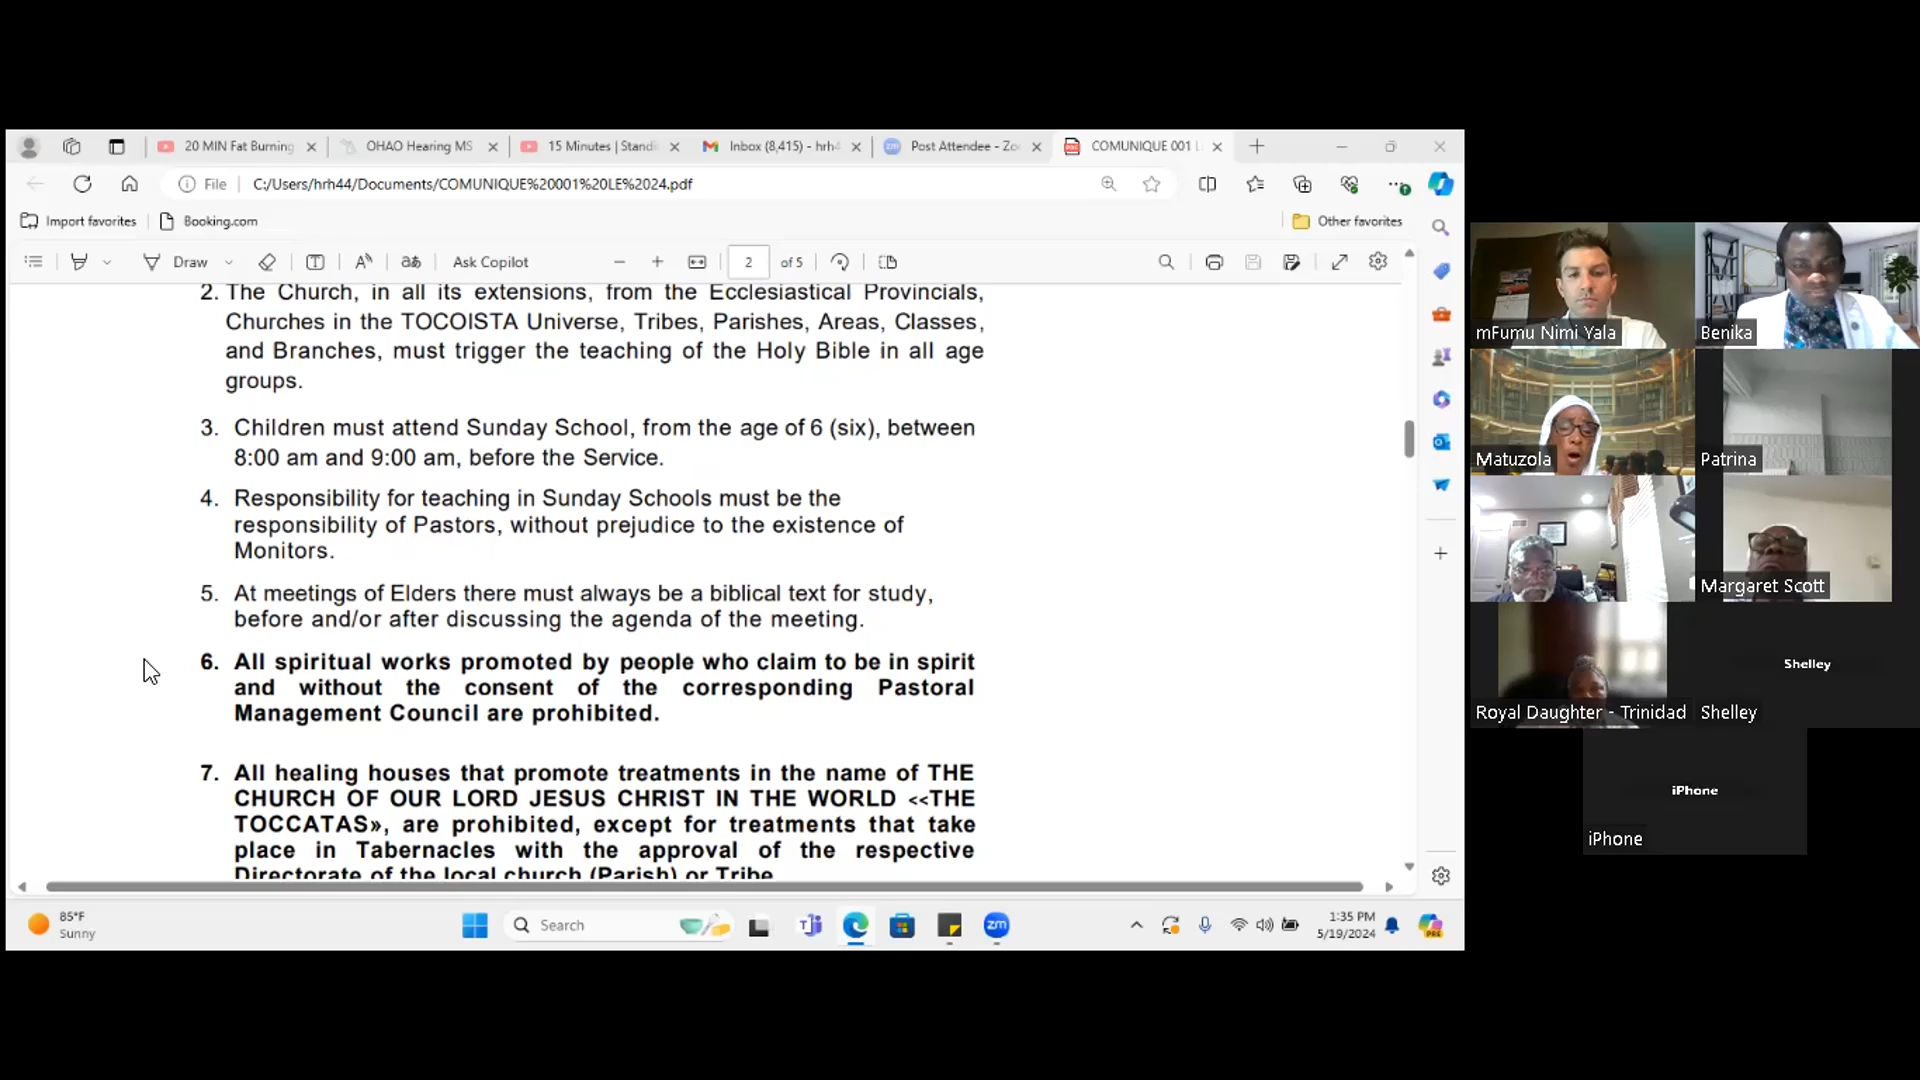 20 MIN Fat Burning
OHAO Hearing MS
15 Minutes | Stand
Inbox (8,415) - hrh4
Post Attendee - Zo
COMUNIQUE 001 L
File
C:/Users/hrh44/Documents/COMUNIQUE%20001%20LE%2024.pdf
Import favorites
Booking.com
Other favorites
Draw
Ask Copilot
2 of 5
2. The Church, in all its extensions, from the Ecclesiastical Provincials,
Churches in the TOCOISTA Universe, Tribes, Parishes, Areas, Classes,
and Branches, must trigger the teaching of the Holy Bible in all age
groups.
3. Children must attend Sunday School, from the age of 6 (six), between
8:00 am and 9:00 am, before the Service.
4. Responsibility for teaching in Sunday Schools must be the
responsibility of Pastors, without prejudice to the existence of
Monitors.
5. At meetings of Elders there must always be a biblical text for study,
before and/or after discussing the agenda of the meeting.
6. All spiritual works promoted by people who claim to be in spirit
and without the consent of the corresponding Pastoral
Management Council are prohibited.
7. All healing houses that promote treatments in the name of THE
CHURCH OF OUR LORD JESUS CHRIST IN THE WORLD <<THE
TOCCATAS», are prohibited, except for treatments that take
place in Tabernacles with the approval of the respective
Directorate of the local church (Parish) or Tribe
85°F
Sunny
Search
zm
1:35 PM
5/19/2024
mFumu Nimi Yala
Benika
Matuzola
Patrina
Margaret Scott
Royal Daughter - Trinidad
Shelley
Shelley
iPhone
iPhone